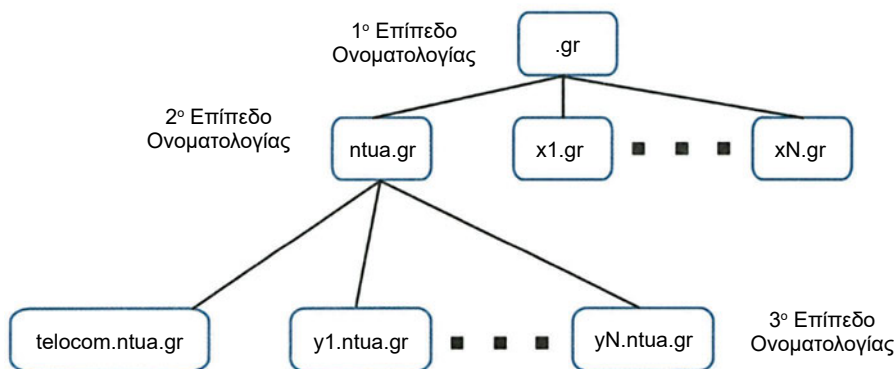 1ο Επίπεδο
Ονοματολογίας
.gr
2ο Επίπεδο
Ονοματολογίας
ntua.gr
x1.gr
xN.gr
telocom.ntua.gr
y1.ntua.gr
yN.ntua.gr
3ο Επίπεδο
Ονοματολογίας